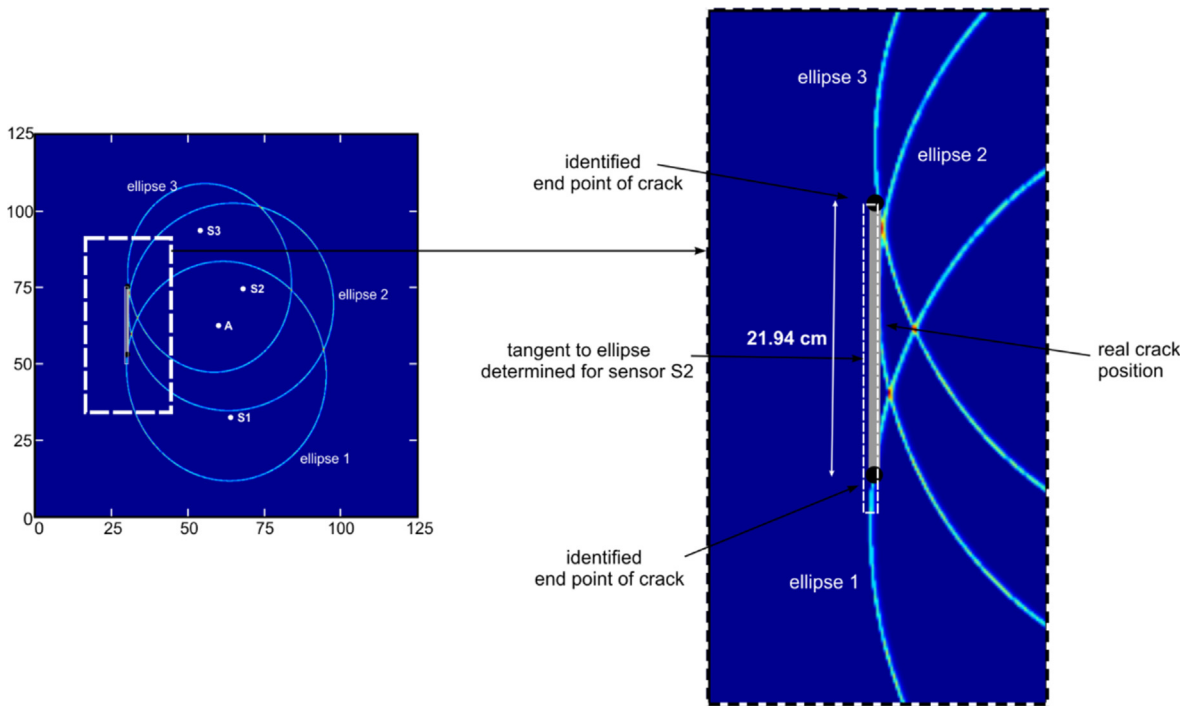 125
100
75
50
25
0
0
25
50
75
100
125
ellipse 3
S3
S2
ellipse 2
A
S1
ellipse 1
ellipse 3
ellipse 2
identified
end point of crack
21.94 cm
tangent to ellipse
determined for sensor S2
real crack
position
identified
end point of crack
ellipse 1